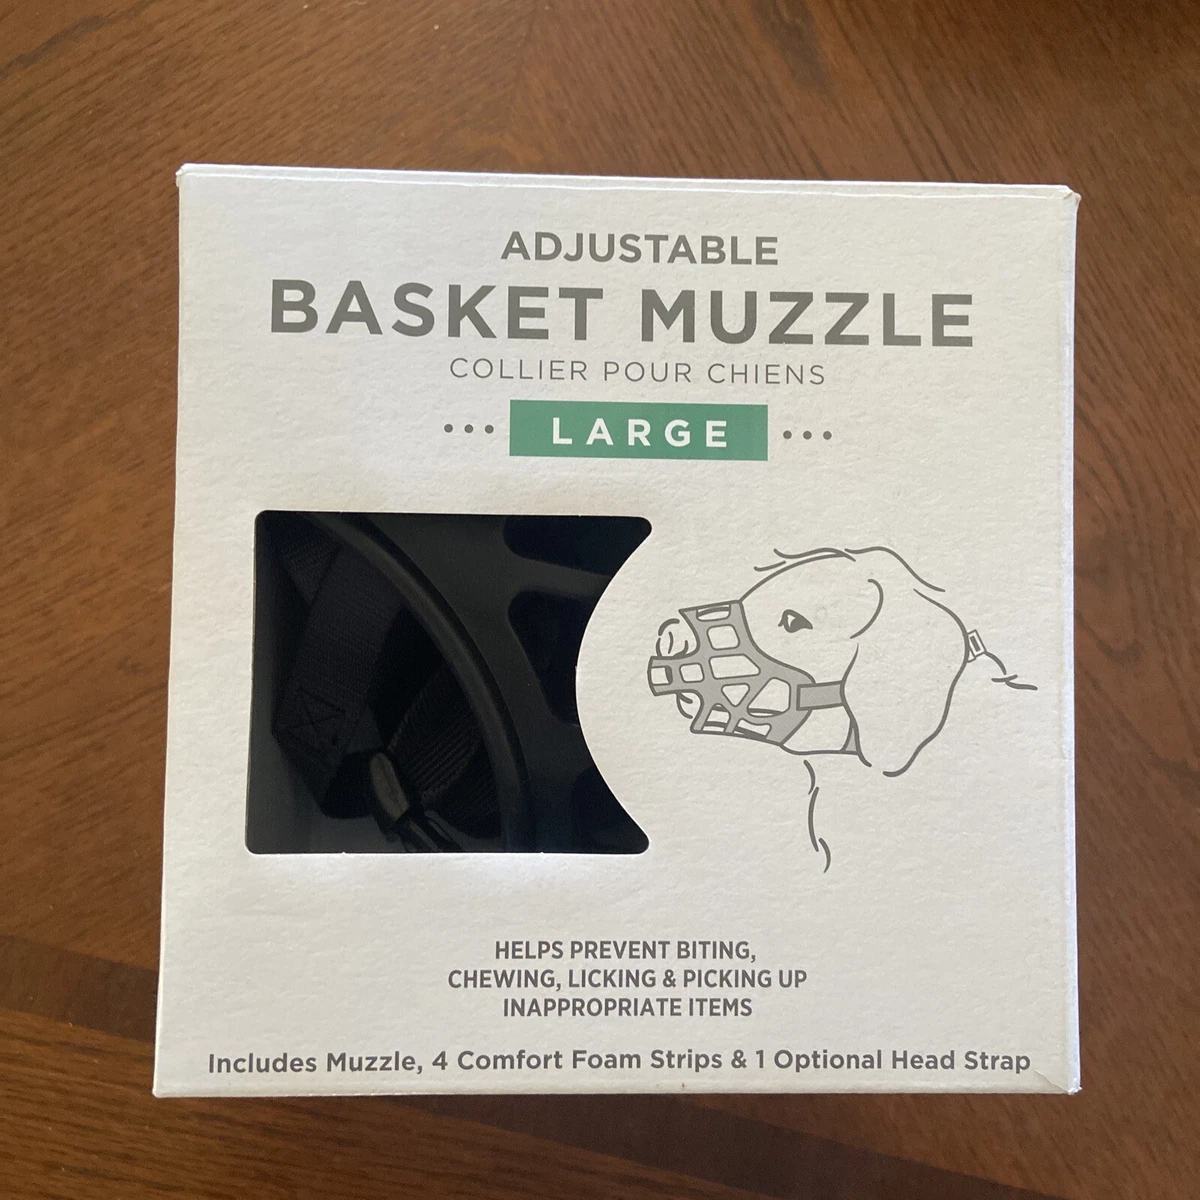 ADJUSTABLE
BASKET MUZZLE
COLLIER POUR CHIENS
••• LARGE •••
HELPS PREVENT BITING,
CHEWING, LICKING & PICKING UP
INAPPROPRIATE ITEMS
Includes Muzzle, 4 Comfort Foam Strips & 1 Optional Head Strap